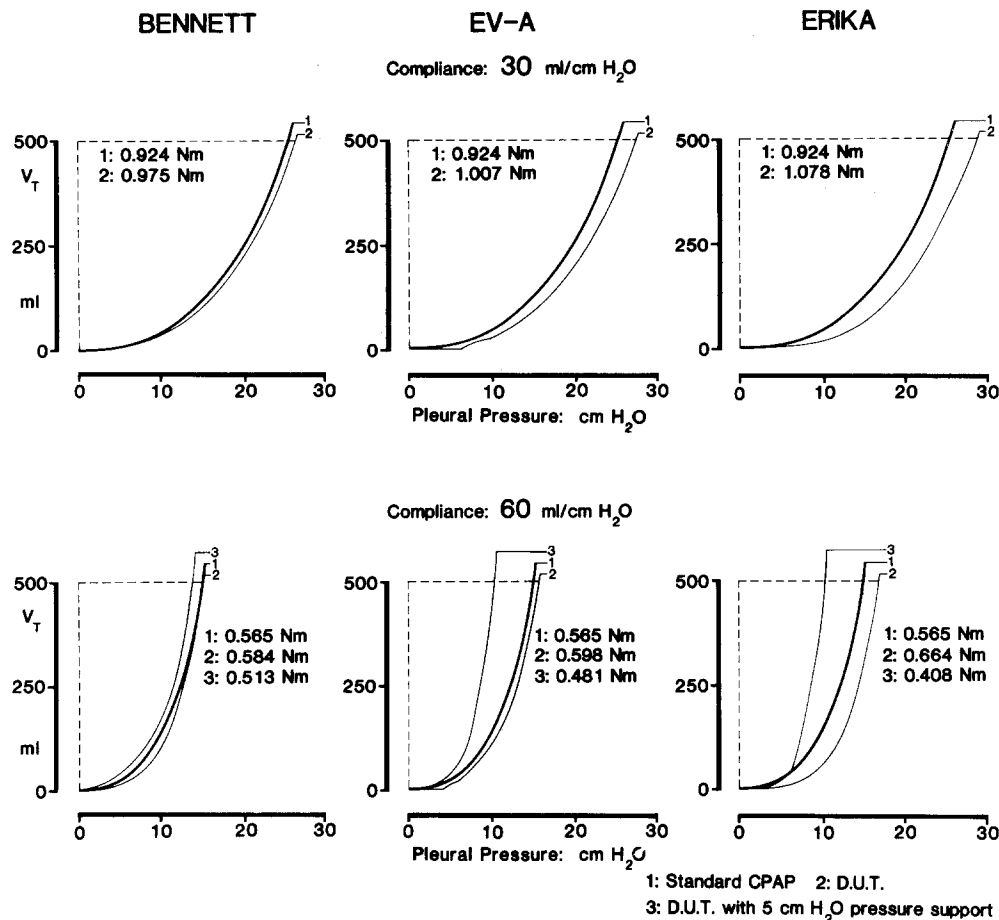 BENNETT EV-A ERIKA
Compliance: 30 ml/cm H2O
500 1 2 500 1 2 500 1 2
1: 0.924 Nm 1: 0.924 Nm 1: 0.924 Nm
2: 0.975 Nm 2: 1.007 Nm 2: 1.078 Nm
VT
250 250 250
ml
0 0 0
0 10 20 30 0 10 20 30 0 10 20 30
Pleural Pressure: cm H2O
Compliance: 60 ml/cm H2O
3 3 3
1 1 1
500 2 500 2 500 2
VT
1: 0.565 Nm 1: 0.565 Nm 1: 0.565 Nm
2: 0.584 Nm 2: 0.598 Nm 2: 0.664 Nm
3: 0.513 Nm 3: 0.481 Nm 3: 0.408 Nm
250 250 250
ml
0 0 0
0 10 20 30 0 10 20 30 0 10 20 30
Pleural Pressure: cm H2O
1: Standard CPAP 2: D.U.T.
3: D.U.T. with 5 cm H2O pressure support